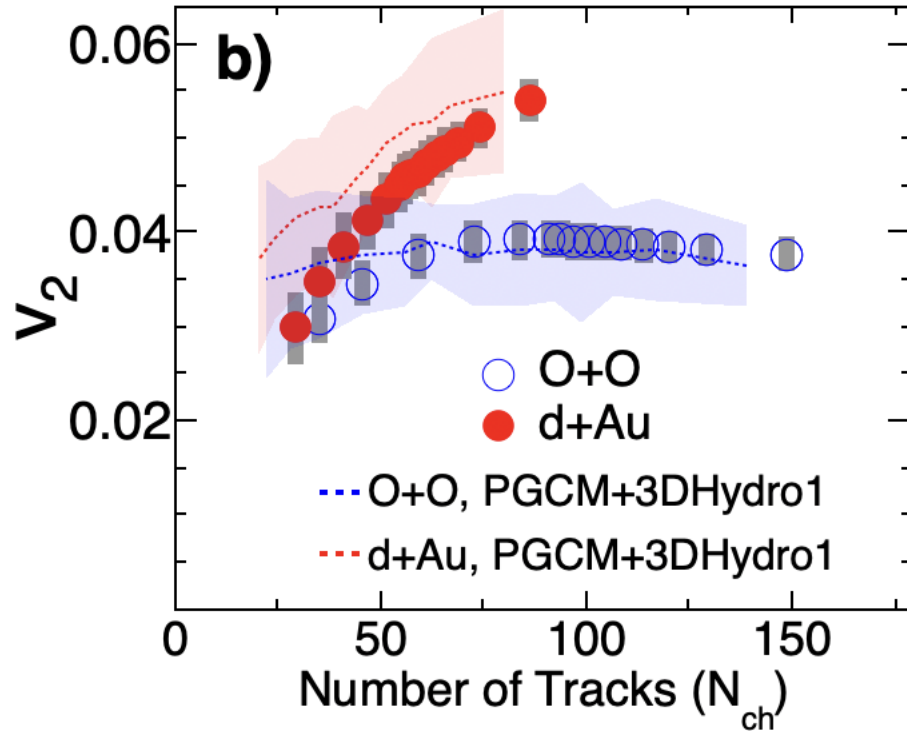 b)
0.06
0.04
0.02
v2
O+O
d+Au
O+O, PGCM+3DHydro1
d+Au, PGCM+3DHydro1
0 50 100 150
Number of Tracks (Nch)